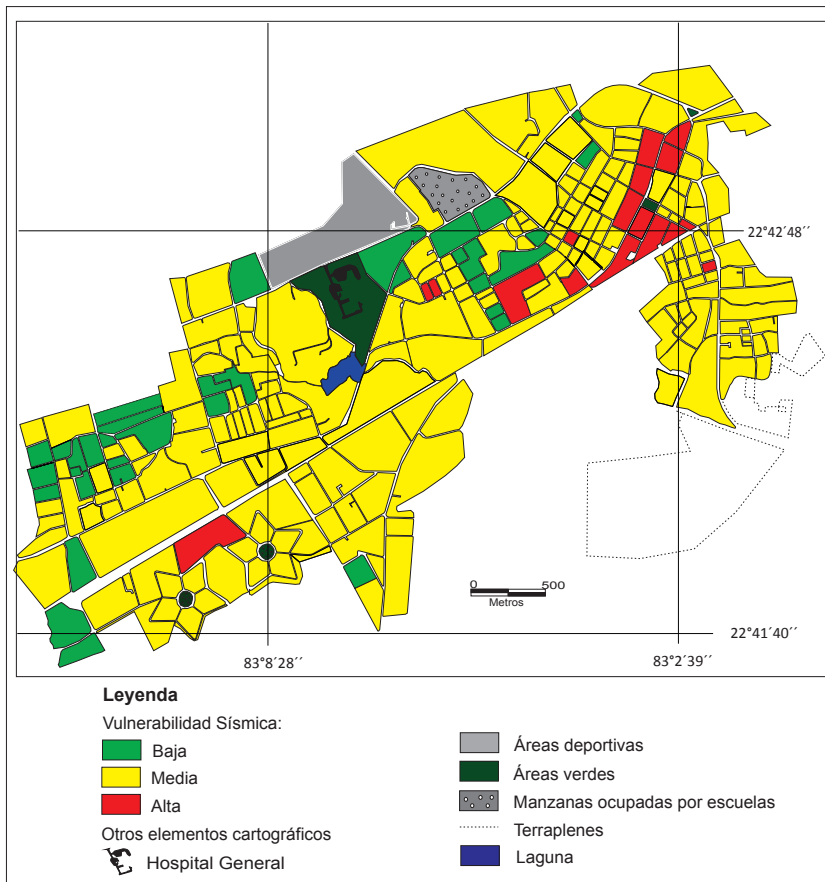 22°42´48´´
0 500
Metros
22°41´40´´
83°8´28´´ 83°2´39´´
Leyenda
Vulnerabilidad Sísmica:
Baja
Media
Alta
Otros elementos cartográficos
Hospital General
Áreas deportivas
Áreas verdes
Manzanas ocupadas por escuelas
Terraplenes
Laguna